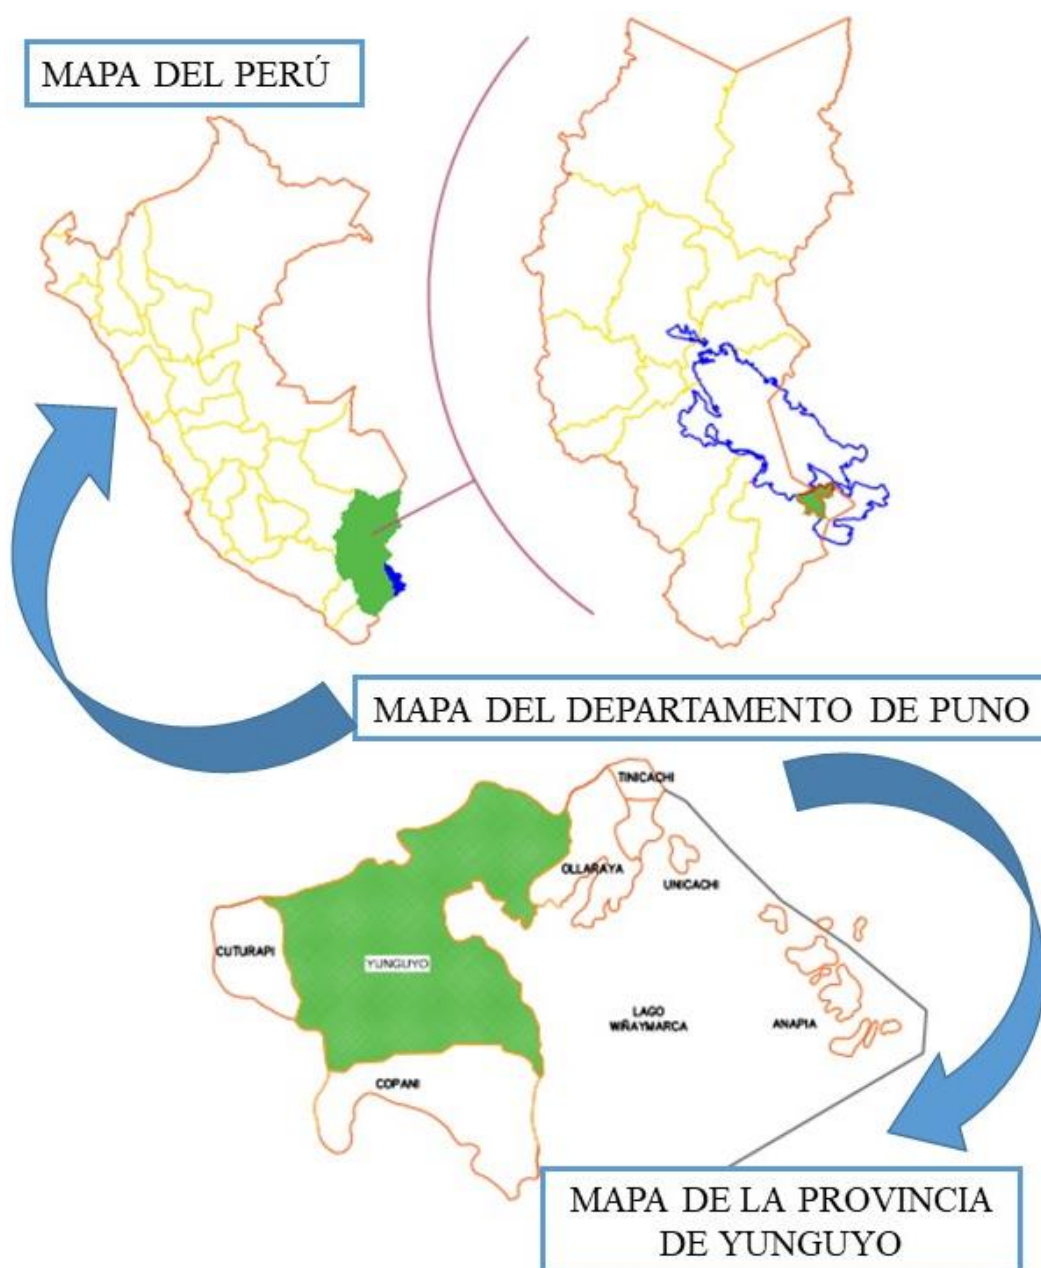 MAPA DEL PERÚ
MAPA DEL DEPARTAMENTO DE PUNO
TINICACHI
OLLARAYA
UNICACHI
CUTURAPI
YUNGUYO
LAGO
WIÑAYMARCA
ANAPIA
COPANI
MAPA DE LA PROVINCIA
DE YUNGUYO